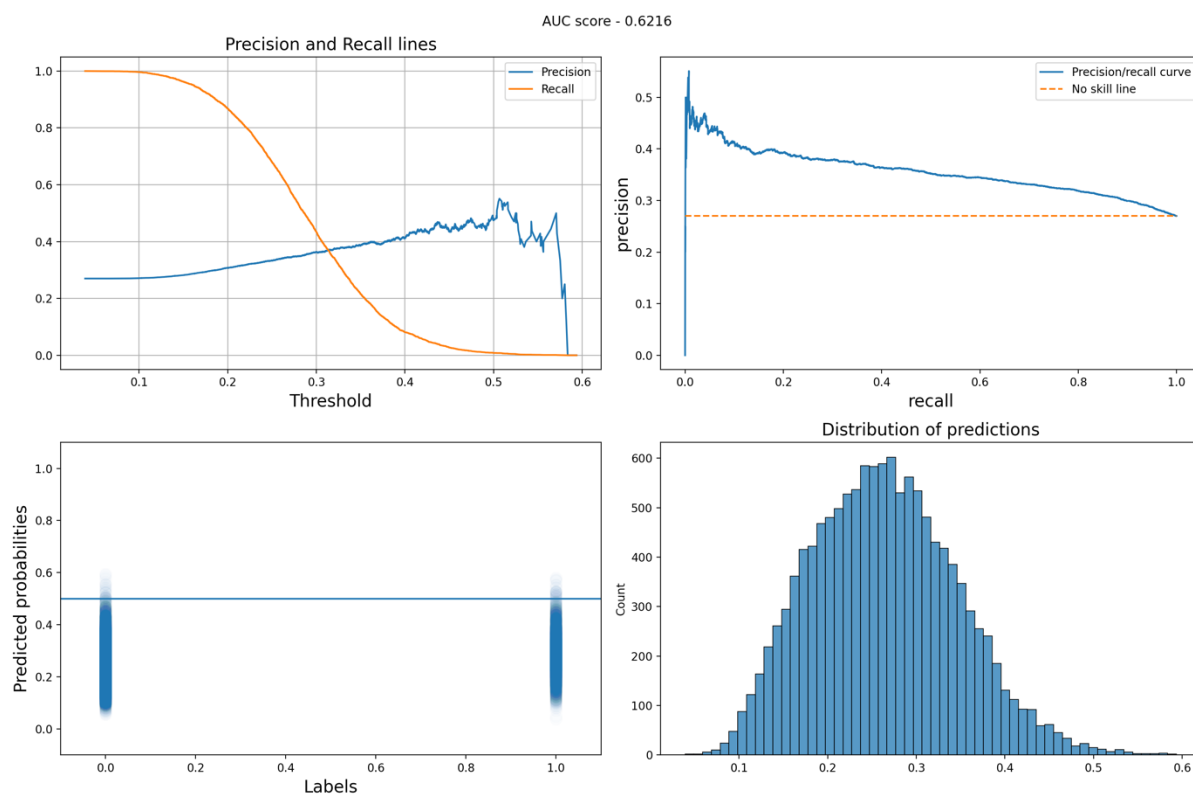 AUC score - 0.6216
Precision and Recall lines
1.0
0.8
0.6
0.4
0.2
0.0
Precision
Recall
0.1 0.2 0.3 0.4 0.5 0.6
Threshold
precision
0.5
0.4
0.3
0.2
0.1
0.0
Precision/recall curve
No skill line
0.0 0.2 0.4 0.6 0.8 1.0
recall
Predicted probabilities
1.0
0.8
0.6
0.4
0.2
0.0
0.0 0.2 0.4 0.6 0.8 1.0
Labels
Distribution of predictions
Count
600
500
400
300
200
100
0
0.1 0.2 0.3 0.4 0.5 0.6